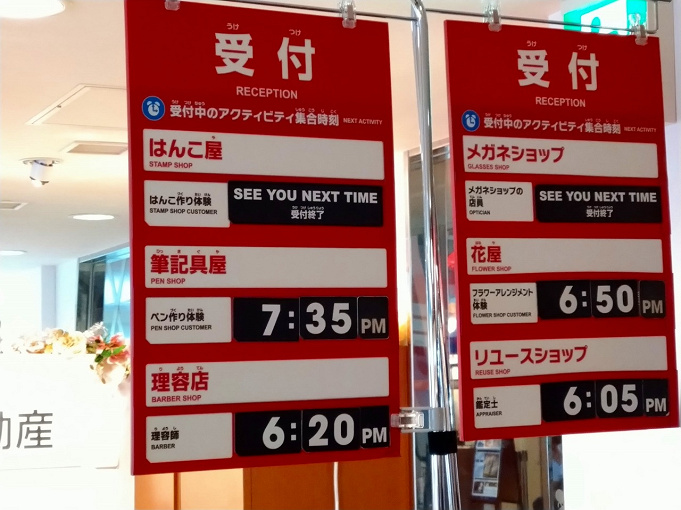 受付
RECEPTION
受付中のアクティビティ集合時刻 NEXT ACTIVITY
はんこ屋
STAMP SHOP
はんこ作り体験
STAMP SHOP CUSTOMER
SEE YOU NEXT TIME
受付終了
筆記具屋
PEN SHOP
ペン作り体験
PEN SHOP CUSTOMER
7:35 PM
理容店
BARBER SHOP
理容師
BARBER
6:20 PM
受付
RECEPTION
受付中のアクティビティ集合時刻 NEXT ACTIVITY
メガネショップ
GLASSES SHOP
メガネショップの
店員
OPTICIAN
SEE YOU NEXT TIME
受付終了
花屋
FLOWER SHOP
フラワーアレンジメント
体験
FLOWER SHOP CUSTOMER
6:50 PM
リユースショップ
REUSE SHOP
鑑定士
APPRAISER
6:05 PM
動産